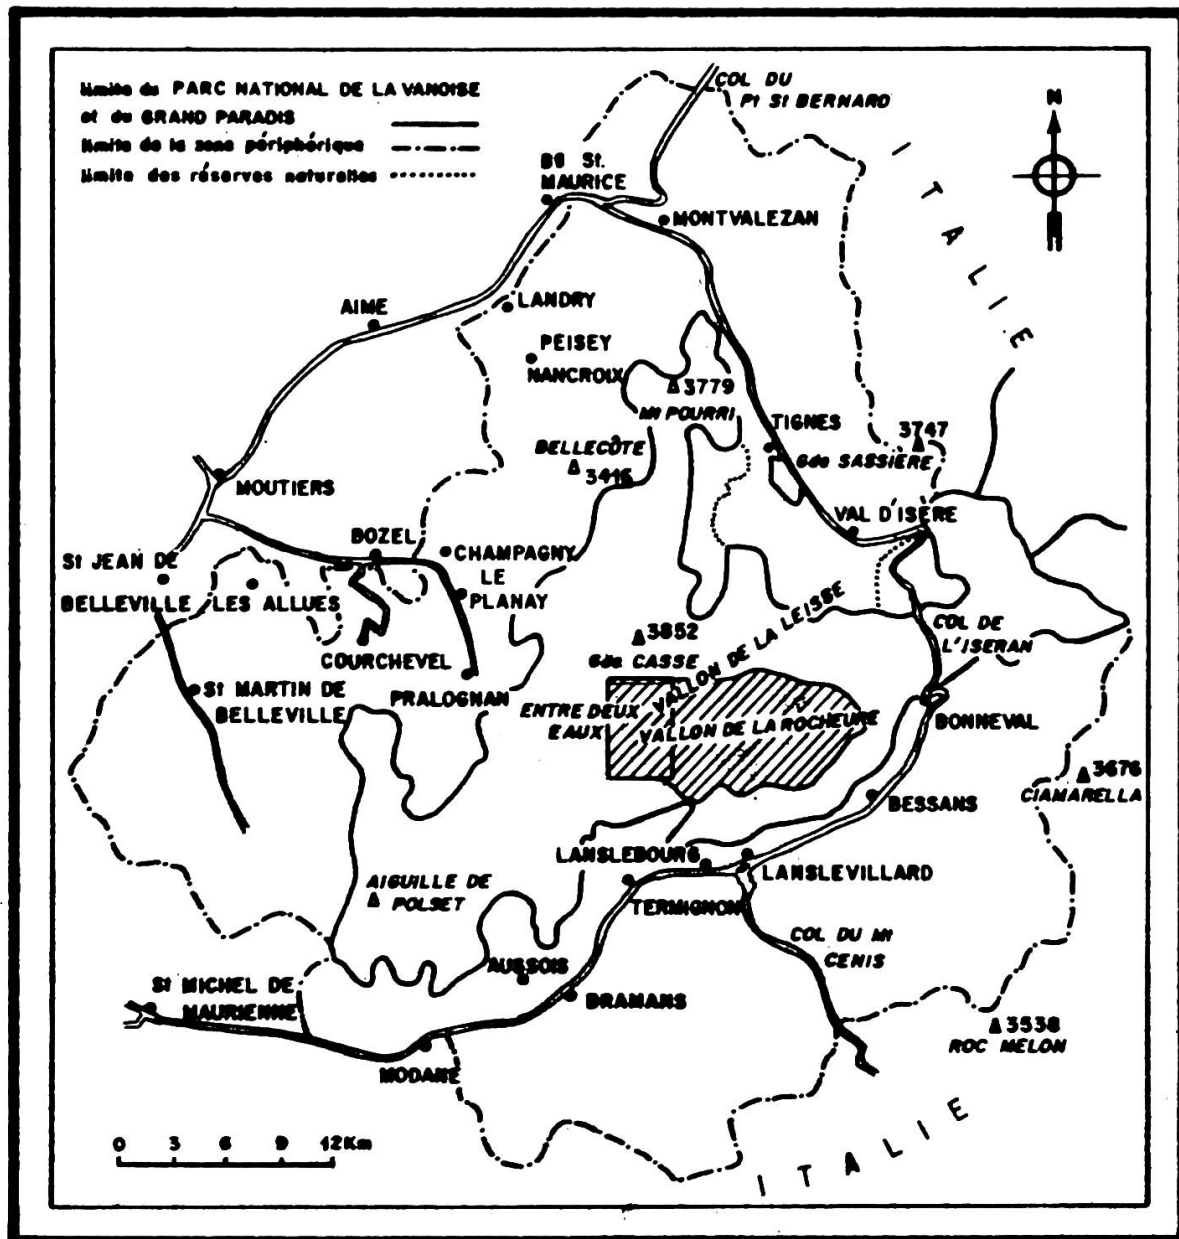 limite du PARC NATIONAL DE LA VANOISE
et du GRAND PARADIS
limite de la zone périphérique
limite des réserves naturelles
COL DU
Pt St BERNARD
N
ITALIE
Bg St.
MAURICE
MONTVALEZAN
AIME
LANDRY
PEISEY
NANCROIX
3779
Mt POURRI
TIGNES
3747
Gde SASSIÈRE
BELLECÔTE
3416
MOUTIERS
VAL D'ISÈRE
BOZEL
CHAMPAGNY
LE
PLANAY
St JEAN DE
BELLEVILLE
LES ALLUES
COURCHEVEL
PRALOGNAN
St MARTIN DE
BELLEVILLE
3852
Gde CASSE
VALLON DE LA LEISSE
COL DE
L'ISERAN
ENTRE DEUX
EAUX
VALLON DE LA ROCHEURE
BONNEVAL
3676
CIAMARELLA
BESSANS
LANSLEBOURG
LANSLEVILLARD
TERMIGNON
AIGUILLE DE
POLSET
COL DU Mt
CENIS
AUSSOIS
St MICHEL DE
MAURIENNE
BRAMANS
MODANE
3538
ROC MELON
0 3 6 9 12Km
ITALIE